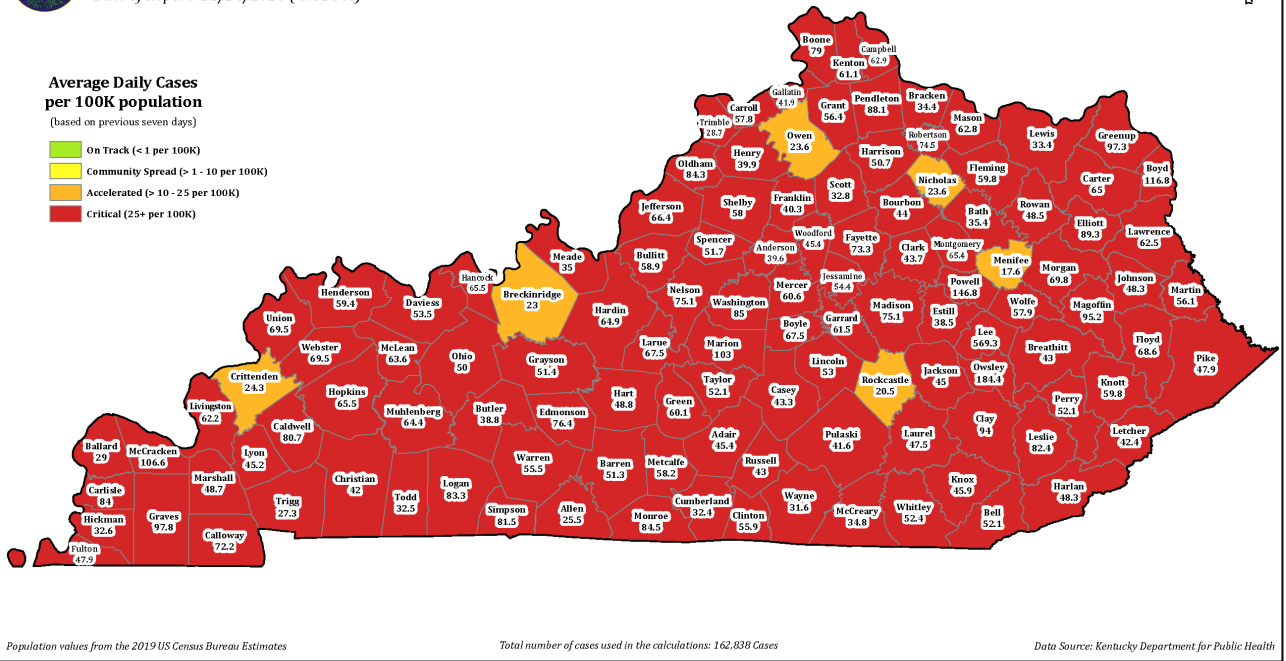 Average Daily Cases
per 100K population
(based on previous seven days)
On Track (< 1 per 100K)
Community Spread (> 1 - 10 per 100K)
Accelerated (> 10 - 25 per 100K)
Critical (25+ per 100K)
Boone
79
Kenton
61.1
Campbell
62.9
Gallatin
41.9
Carroll
57.8
Trimble
28.7
Owen
23.6
Grant
56.4
Pendleton
88.1
Bracken
34.4
Mason
62.8
Robertson
74.5
Lewis
33.4
Greenup
97.3
Boyd
116.8
Oldham
84.3
Henry
39.9
Harrison
50.7
Nicholas
23.6
Fleming
59.8
Carter
65
Jefferson
66.4
Shelby
58
Franklin
40.3
Scott
32.8
Bourbon
44
Bath
35.4
Rowan
48.5
Elliott
89.3
Lawrence
62.5
Bullitt
58.9
Spencer
51.7
Anderson
39.6
Woodford
45.4
Fayette
73.3
Clark
43.7
Montgomery
65.4
Menifee
17.6
Morgan
69.8
Johnson
48.3
Martin
56.1
Meade
35
Hancock
65.5
Breckinridge
23
Hardin
64.9
Nelson
75.1
Washington
85
Mercer
60.6
Jessamine
54.4
Garrard
61.5
Madison
75.1
Estill
38.5
Powell
146.8
Wolfe
57.9
Magoffin
95.2
Floyd
68.6
Pike
47.9
Henderson
59.4
Daviess
53.5
Union
69.5
Webster
69.5
McLean
63.6
Ohio
50
Grayson
51.4
Larue
67.5
Marion
103
Boyle
67.5
Lincoln
53
Rockcastle
20.5
Jackson
45
Lee
569.3
Owsley
184.4
Breathitt
43
Knott
59.8
Perry
52.1
Crittenden
24.3
Livingston
62.2
Hopkins
65.5
Muhlenberg
64.4
Butler
38.8
Edmonson
76.4
Hart
48.8
Green
60.1
Taylor
52.1
Casey
43.3
Clay
94
Leslie
82.4
Letcher
42.4
Caldwell
80.7
Lyon
45.2
Ballard
29
McCracken
106.6
Marshall
48.7
Christian
42
Todd
32.5
Logan
83.3
Warren
55.5
Barren
51.3
Metcalfe
58.2
Adair
45.4
Russell
43
Pulaski
41.6
Laurel
47.5
Knox
45.9
Harlan
48.3
Carlisle
84
Hickman
32.6
Fulton
47.9
Graves
97.8
Calloway
72.2
Trigg
27.3
Simpson
81.5
Allen
25.5
Monroe
84.5
Cumberland
32.4
Clinton
55.9
Wayne
31.6
McCreary
34.8
Whitley
52.4
Bell
52.1
Population values from the 2019 US Census Bureau Estimates
Total number of cases used in the calculations: 162,838 Cases
Data Source: Kentucky Department for Public Health